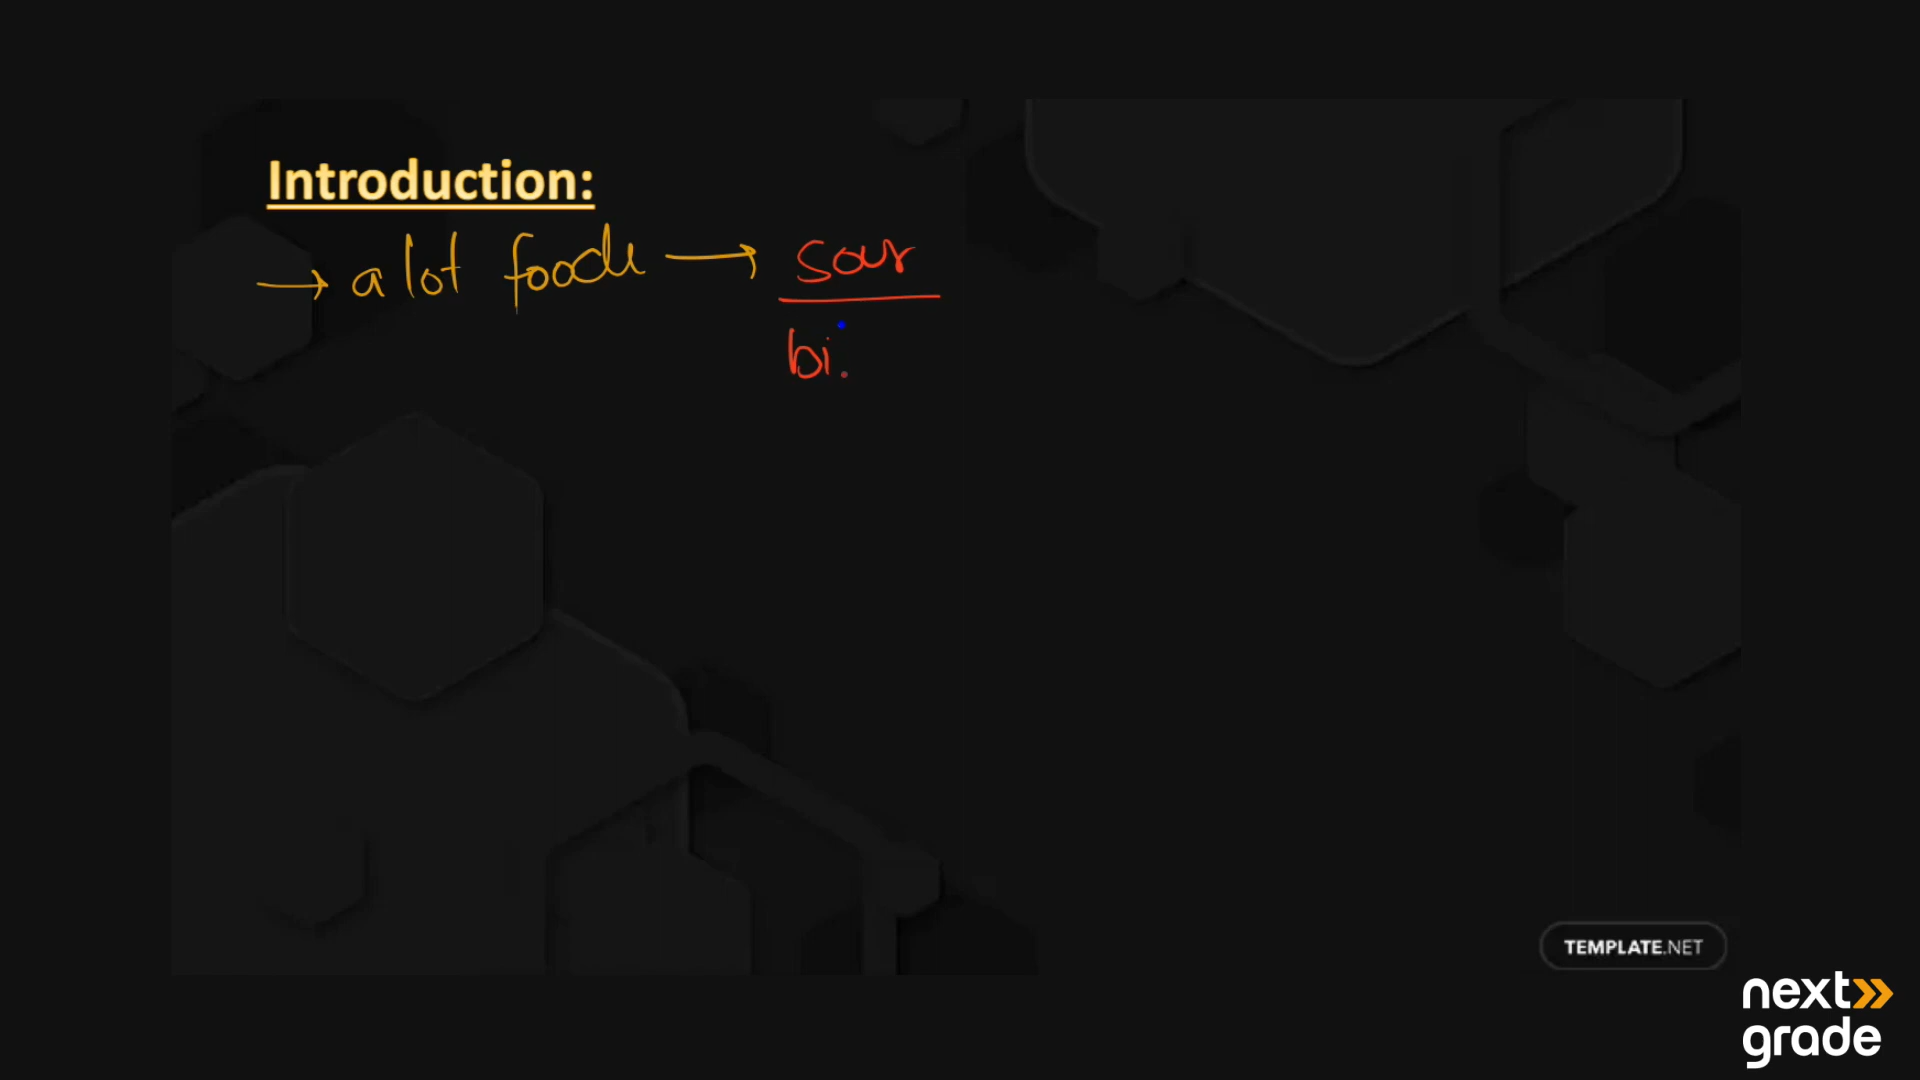 Introduction:
→ a lot foods → sour
bi
TEMPLATE.NET
next
grade